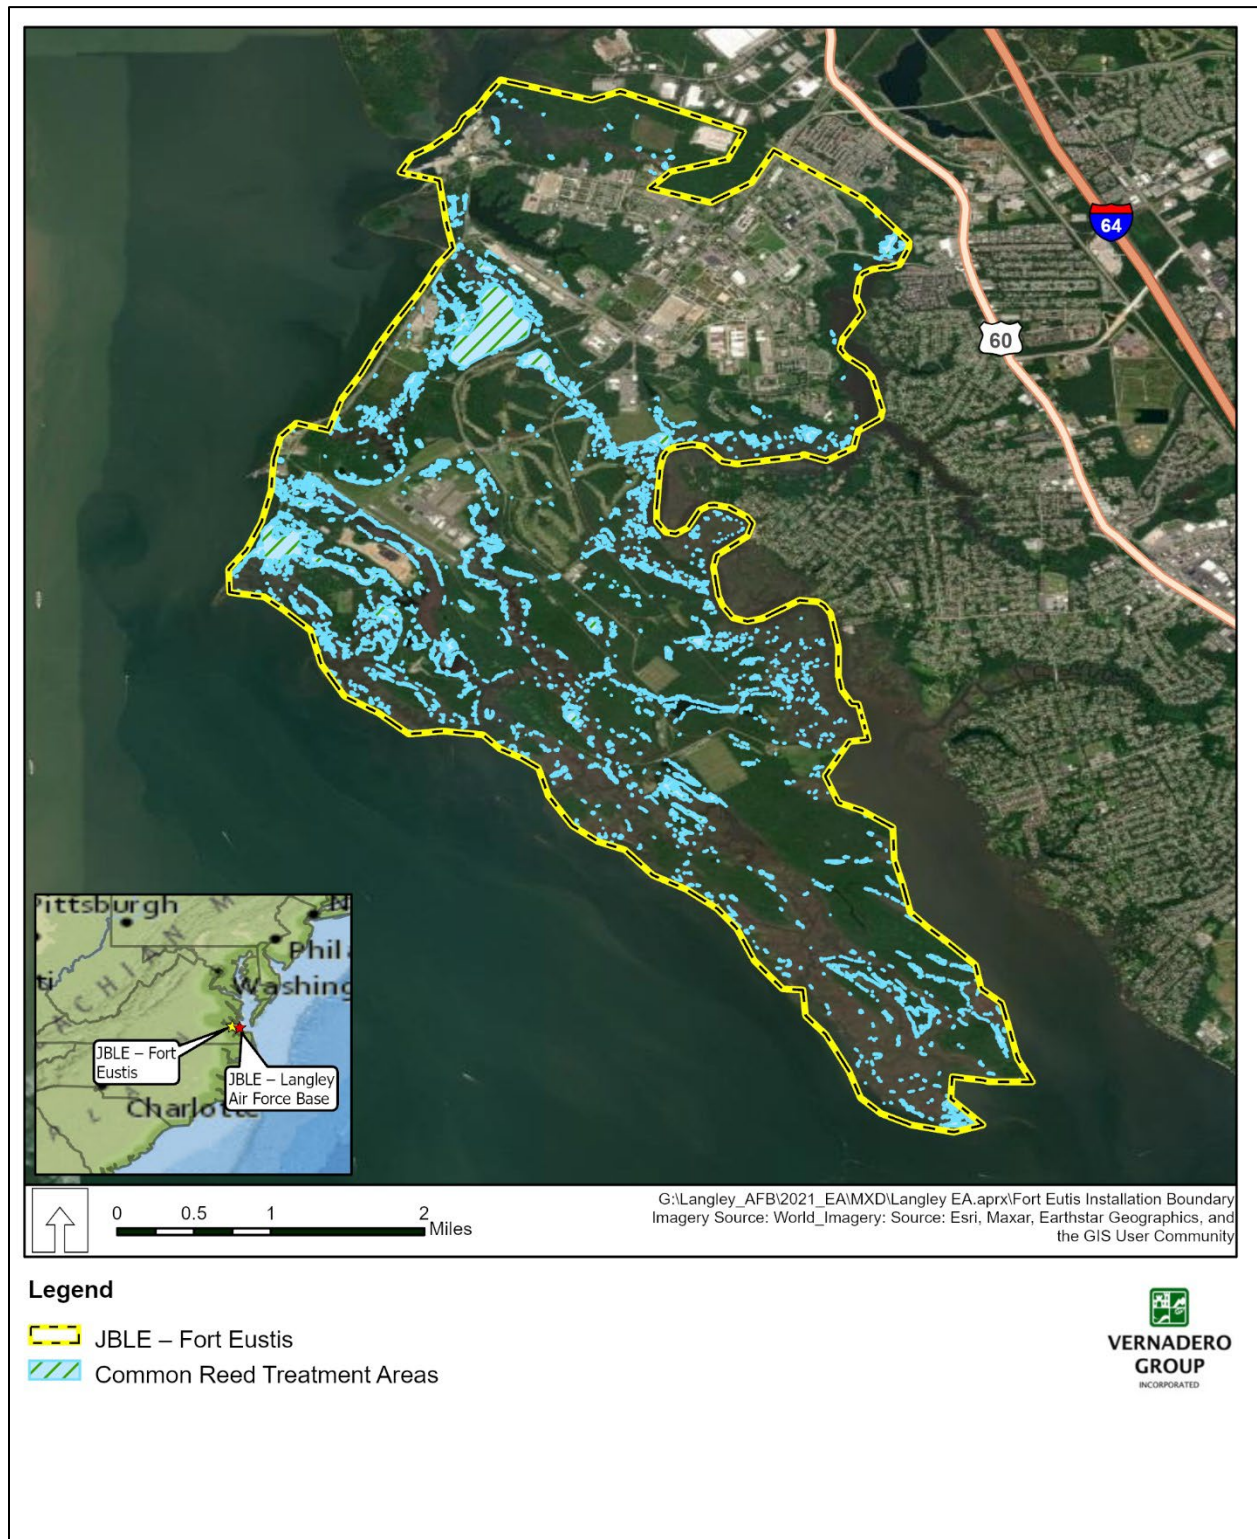 64
60
Pittsburgh
Washing
JBLE – Fort
Eustis
JBLE – Langley
Air Force Base
Charlotte
0 0.5 1 2
Miles
G:\Langley_AFB\2021_EA\MXD\Langley EA.aprx\Fort Eutis Installation Boundary
Imagery Source: World_Imagery: Source: Esri, Maxar, Earthstar Geographics, and
the GIS User Community
Legend
JBLE – Fort Eustis
Common Reed Treatment Areas
VERNADERO
GROUP
INCORPORATED